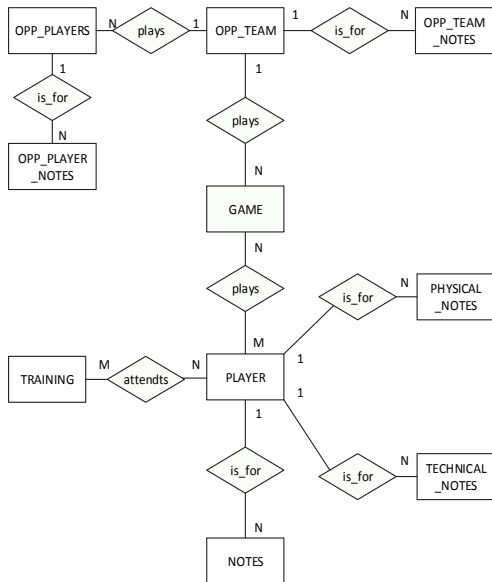 OPP_PLAYERS
N
plays
1
OPP_TEAM
1
is_for
N
OPP_TEAM
_NOTES
1
is_for
N
OPP_PLAYER
_NOTES
1
plays
N
GAME
N
plays
M
is_for
N
PHYSICAL
_NOTES
TRAINING
M
attendts
N
PLAYER
1
1
1
is_for
N
is_for
N
TECHNICAL
_NOTES
NOTES